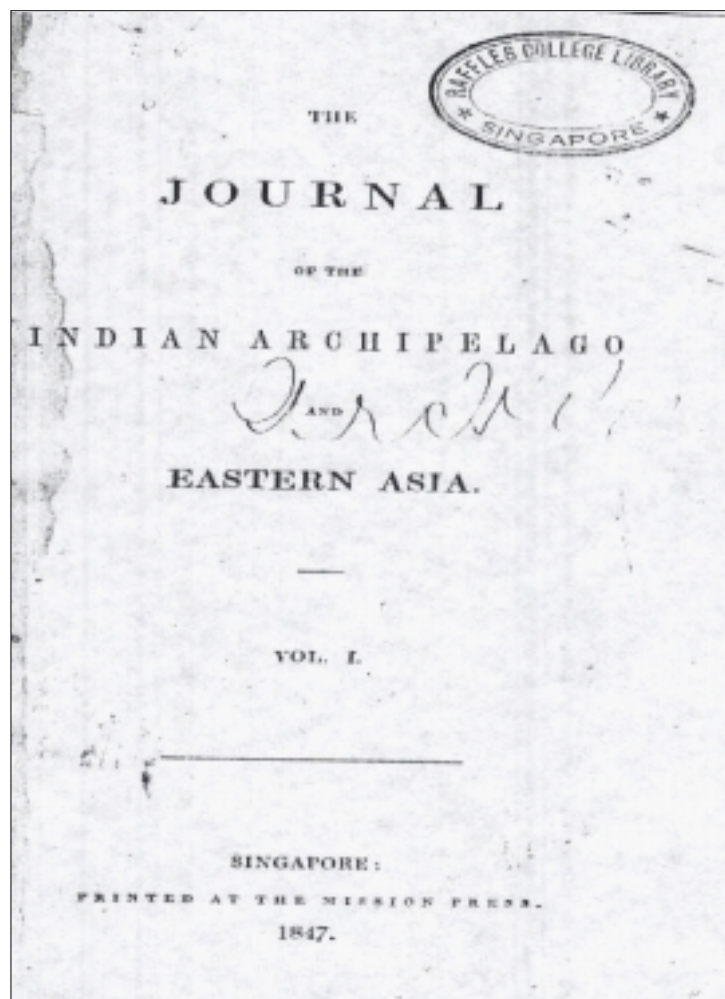 RAFFLES COLLEGE LIBRARY
* SINGAPORE *
THE
JOURNAL
OF THE
INDIAN ARCHIPELAGO
AND
EASTERN ASIA.
VOL. I.
SINGAPORE:
PRINTED AT THE MISSION PRESS.
1847.